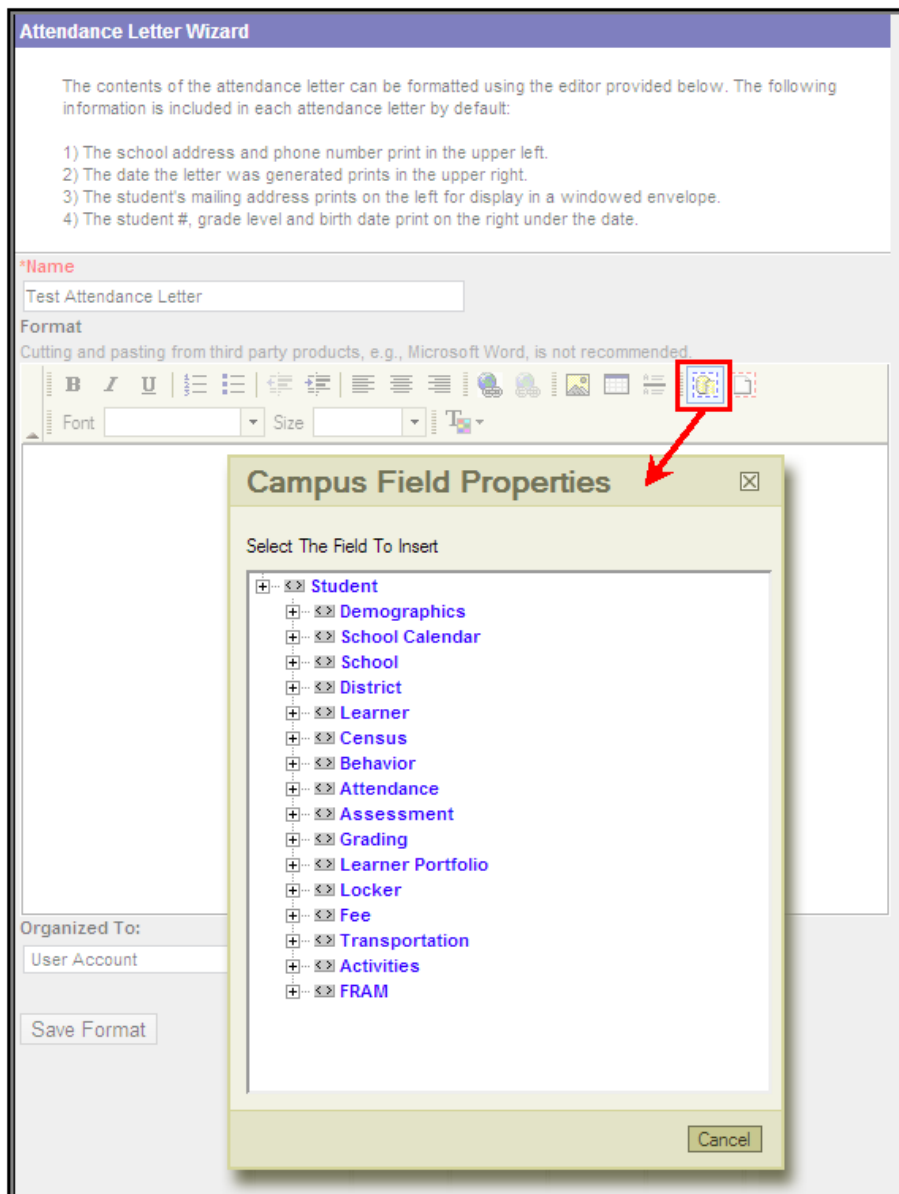 Attendance Letter Wizard
The contents of the attendance letter can be formatted using the editor provided below. The following
information is included in each attendance letter by default:
1) The school address and phone number print in the upper left.
2) The date the letter was generated prints in the upper right.
3) The student's mailing address prints on the left for display in a windowed envelope.
4) The student #, grade level and birth date print on the right under the date.
*Name
Test Attendance Letter
Format
Cutting and pasting from third party products, e.g., Microsoft Word, is not recommended.
B I U
Font Size T
Campus Field Properties
Select The Field To Insert
Student
Demographics
School Calendar
School
District
Learner
Census
Behavior
Attendance
Assessment
Grading
Learner Portfolio
Locker
Fee
Transportation
Activities
FRAM
Organized To:
User Account
Save Format
Cancel